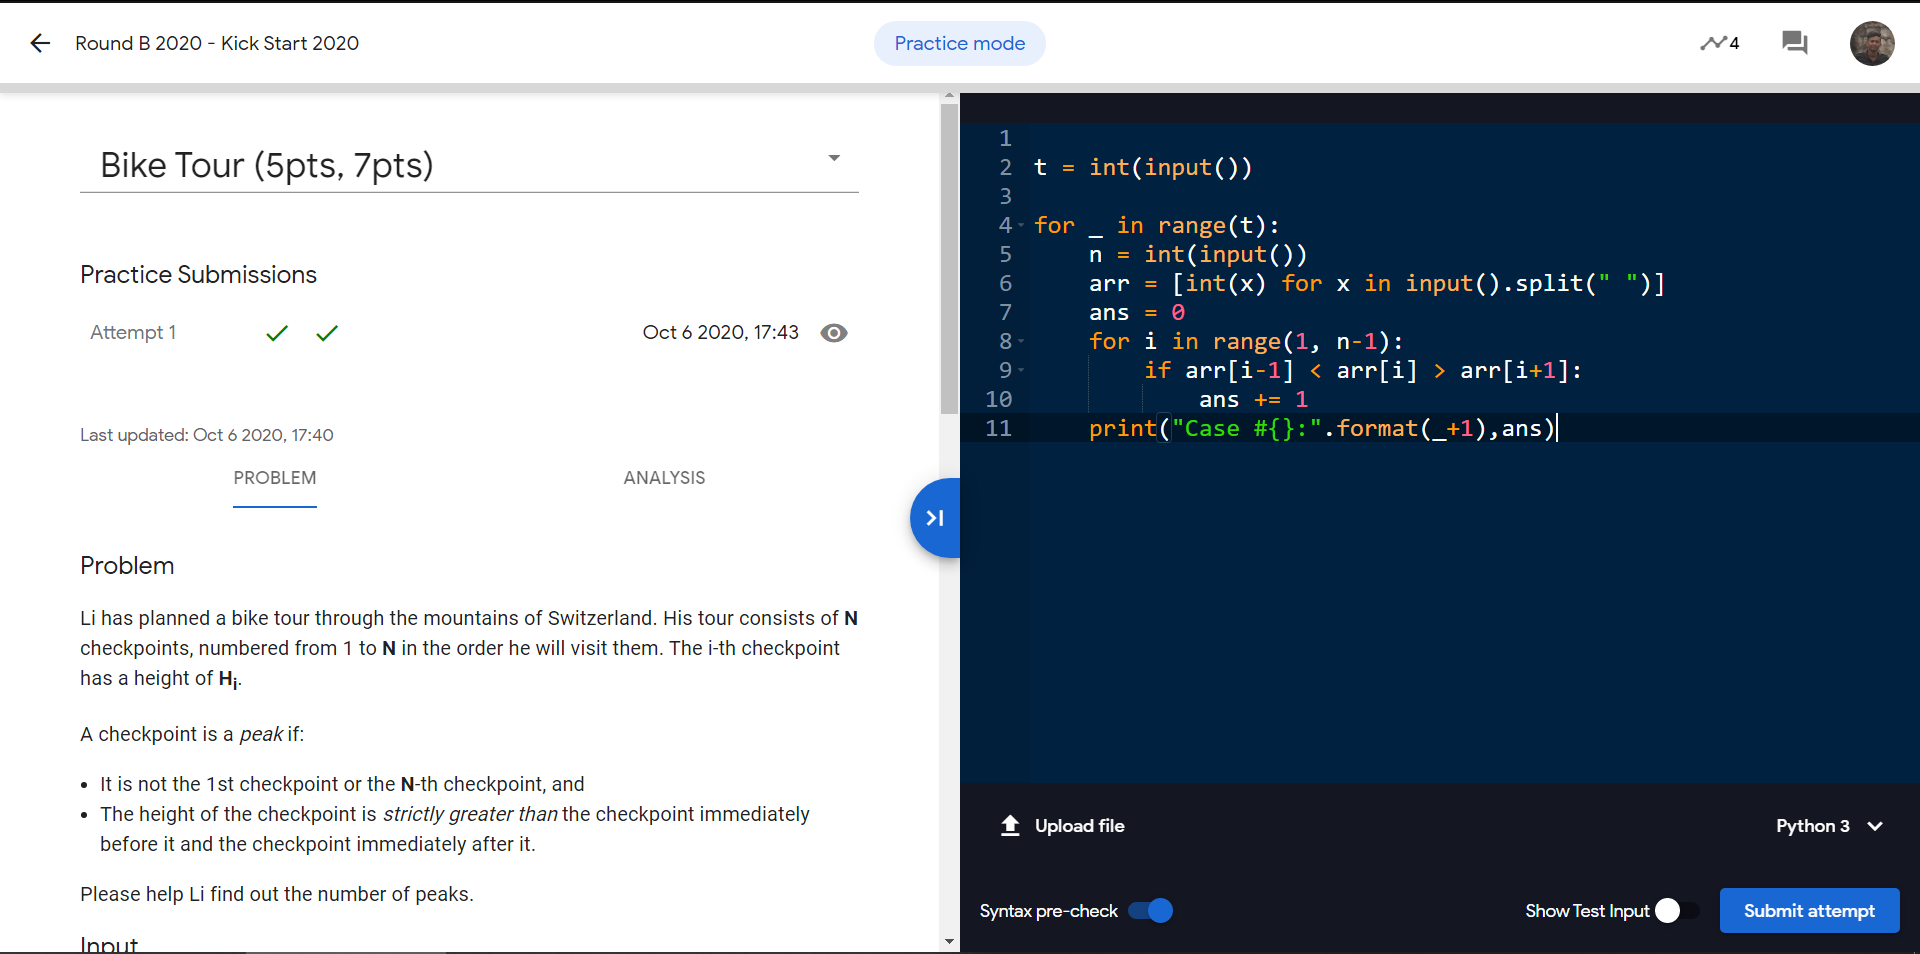 Round B 2020 - Kick Start 2020
Practice mode
4
Bike Tour (5pts, 7pts)
Practice Submissions
Attempt 1
Oct 6 2020, 17:43
Last updated: Oct 6 2020, 17:40
PROBLEM
ANALYSIS
Problem
Li has planned a bike tour through the mountains of Switzerland. His tour consists of N
checkpoints, numbered from 1 to N in the order he will visit them. The i-th checkpoint
has a height of Hi.
A checkpoint is a peak if:
• It is not the 1st checkpoint or the N-th checkpoint, and
• The height of the checkpoint is strictly greater than the checkpoint immediately
before it and the checkpoint immediately after it.
Please help Li find out the number of peaks.
Input
1
2 t = int(input())
3
4 for _ in range(t):
5     n = int(input())
6     arr = [int(x) for x in input().split(" ")]
7     ans = 0
8     for i in range(1, n-1):
9         if arr[i-1] < arr[i] > arr[i+1]:
10             ans += 1
11     print("Case #{}:".format(_+1),ans)
Upload file
Python 3
Syntax pre-check
Show Test Input
Submit attempt